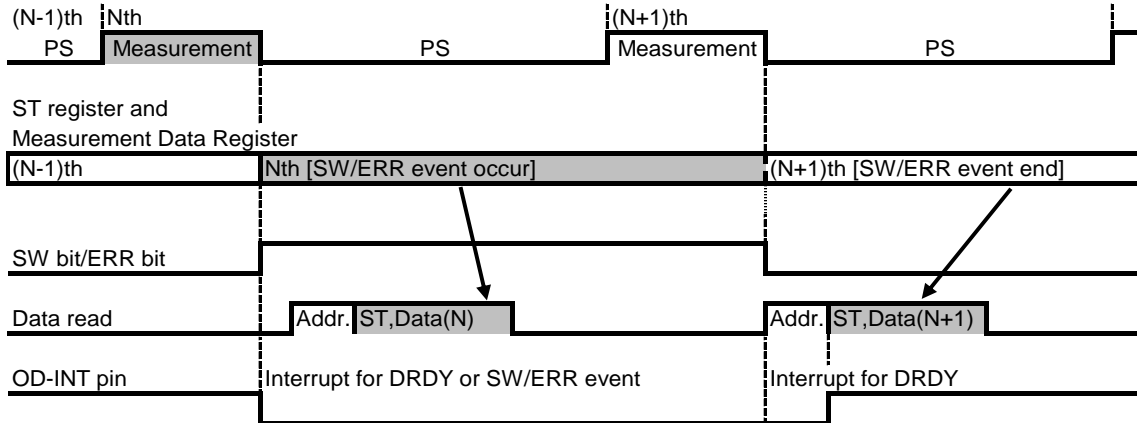 (N-1)th Nth (N+1)th
PS Measurement PS Measurement PS
ST register and
Measurement Data Register
(N-1)th Nth [SW/ERR event occur] (N+1)th [SW/ERR event end]
SW bit/ERR bit
Data read Addr. ST,Data(N) Addr. ST,Data(N+1)
OD-INT pin Interrupt for DRDY or SW/ERR event Interrupt for DRDY